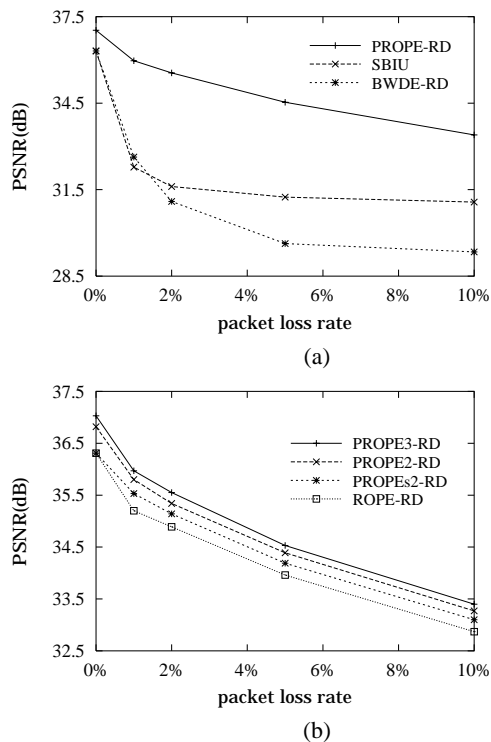 37.5
34.5
31.5
28.5
PSNR(dB)
PROPE-RD
SBIU
BWDE-RD
0% 2% 4% 6% 8% 10%
packet loss rate
(a)
37.5
36.5
35.5
34.5
33.5
32.5
PSNR(dB)
PROPE3-RD
PROPE2-RD
PROPEs2-RD
ROPE-RD
0% 2% 4% 6% 8% 10%
packet loss rate
(b)